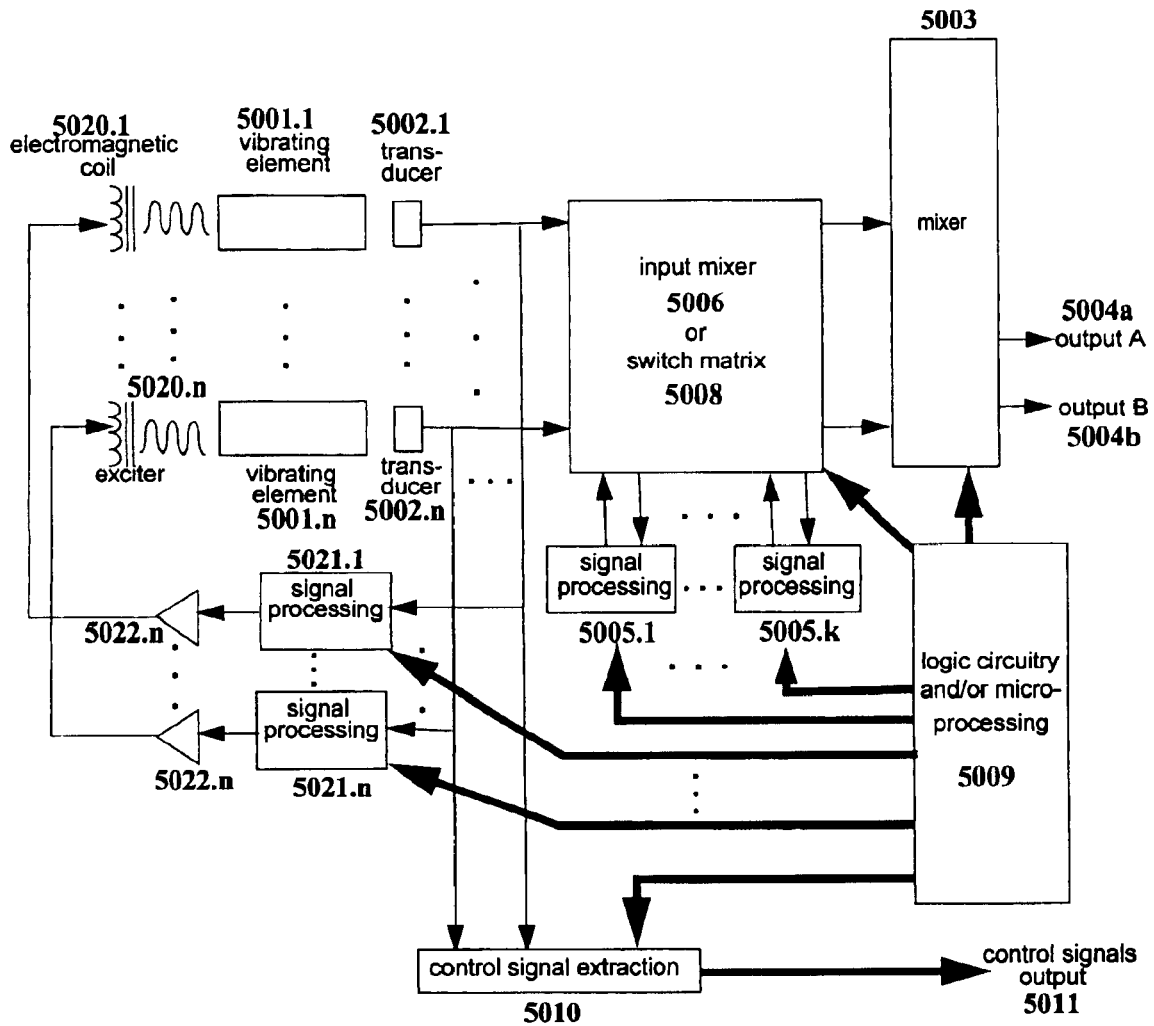 5003
5020.1
electromagnetic
coil
5001.1
vibrating
element
5002.1
trans-
ducer
mixer
input mixer
5006
or
switch matrix
5008
5004a
output A
output B
5004b
5020.n
exciter
vibrating
element
5001.n
trans-
ducer
5002.n
signal
processing
5005.1
signal
processing
5005.k
5021.1
signal
processing
5022.n
signal
processing
5021.n
5022.n
logic circuitry
and/or micro-
processing
5009
control signal extraction
5010
control signals
output
5011